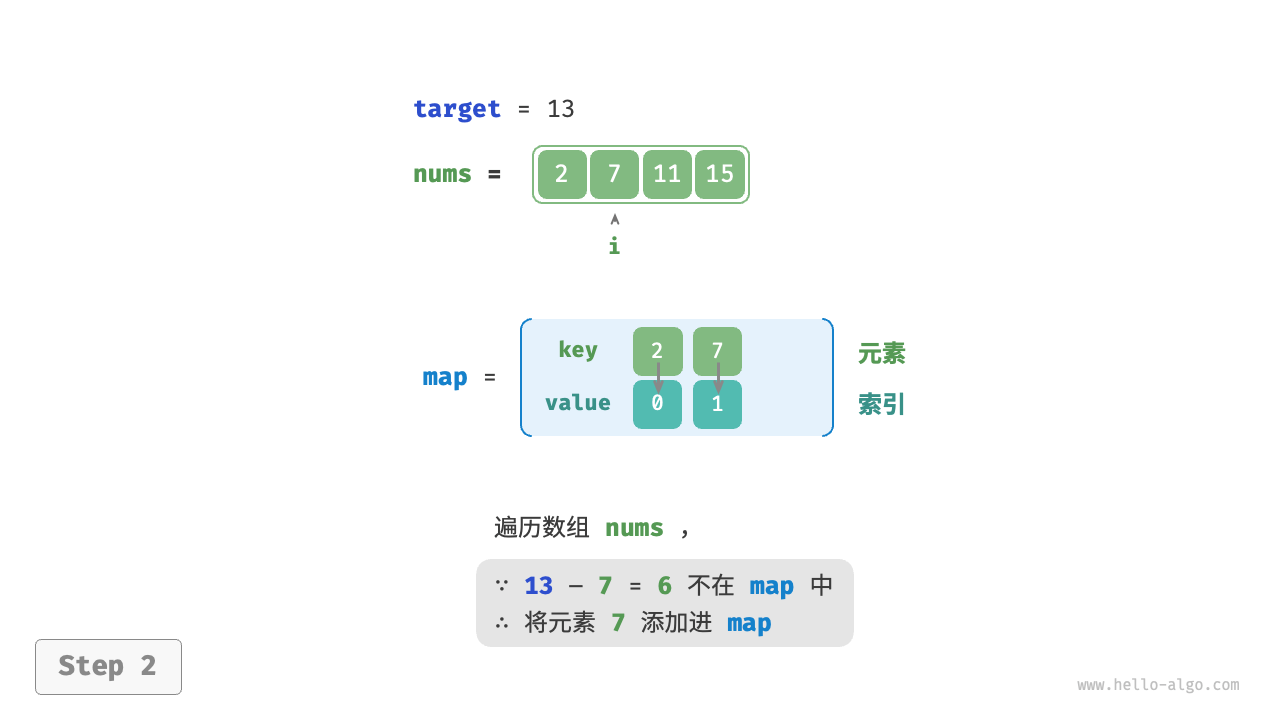 target = 13
nums = 2 7 11 15
i
key 2 7 元素
map =
value 0 1 索引
遍历数组 nums ，
∵ 13 − 7 = 6 不在 map 中
∴ 将元素 7 添加进 map
Step 2
www.hello-algo.com